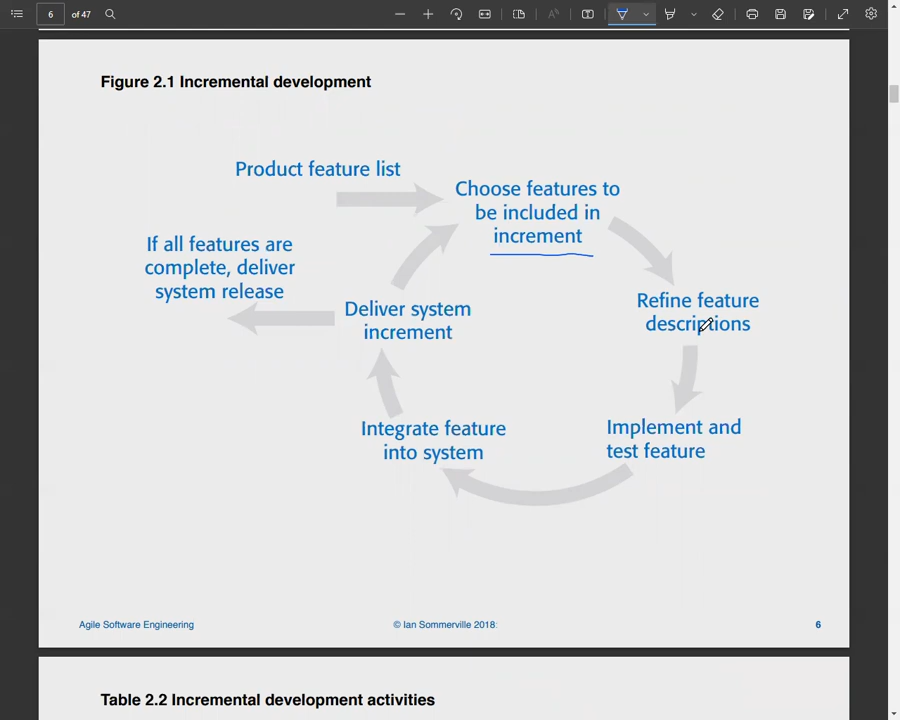 6 of 47
Figure 2.1 Incremental development
Product feature list
Choose features to
be included in
increment
If all features are
complete, deliver
system release
Deliver system
increment
Refine feature
descriptions
Integrate feature
into system
Implement and
test feature
Agile Software Engineering
© Ian Sommerville 2018:
6
Table 2.2 Incremental development activities